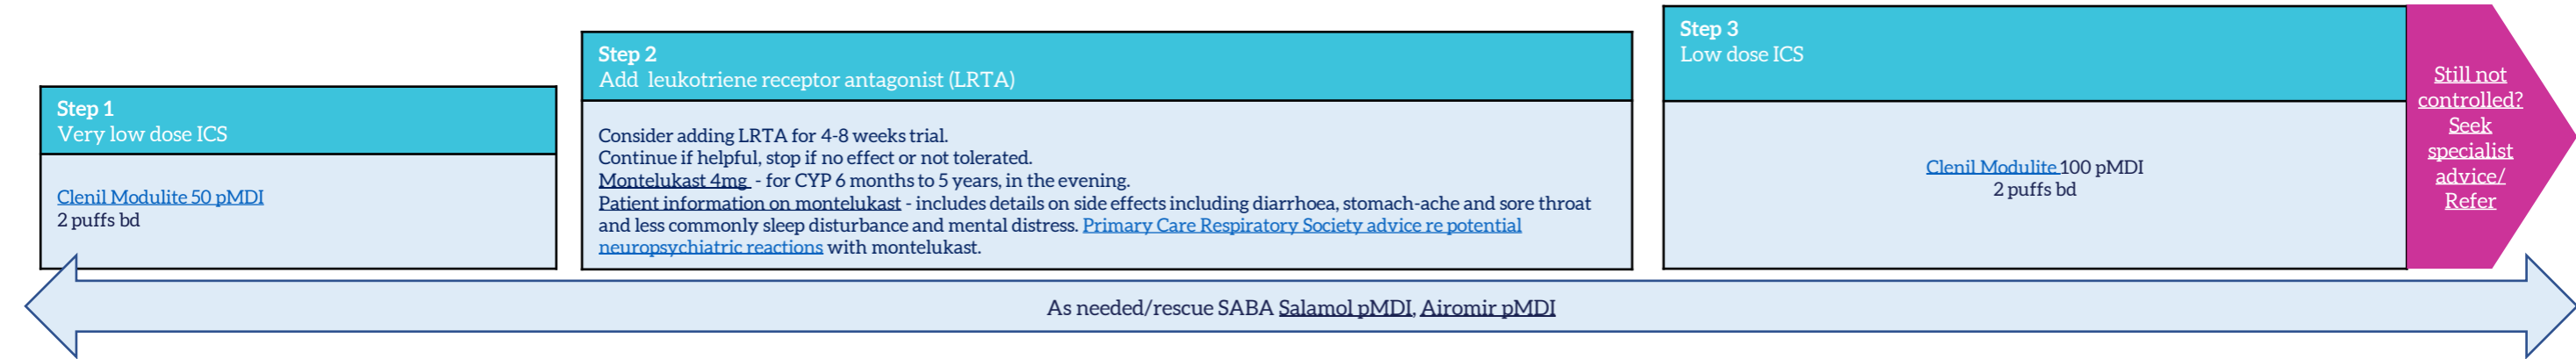 Step 1
Very low dose ICS
Clenil Modulite 50 pMDI
2 puffs bd
Step 2
Add leukotriene receptor antagonist (LRTA)
Consider adding LRTA for 4-8 weeks trial.
Continue if helpful, stop if no effect or not tolerated.
Montelukast 4mg - for CYP 6 months to 5 years, in the evening.
Patient information on montelukast - includes details on side effects including diarrhoea, stomach-ache and sore throat
and less commonly sleep disturbance and mental distress. Primary Care Respiratory Society advice re potential
neuropsychiatric reactions with montelukast.
Step 3
Low dose ICS
Clenil Modulite 100 pMDI
2 puffs bd
Still not
controlled?
Seek
specialist
advice/
Refer
As needed/rescue SABA Salamol pMDI, Airomir pMDI